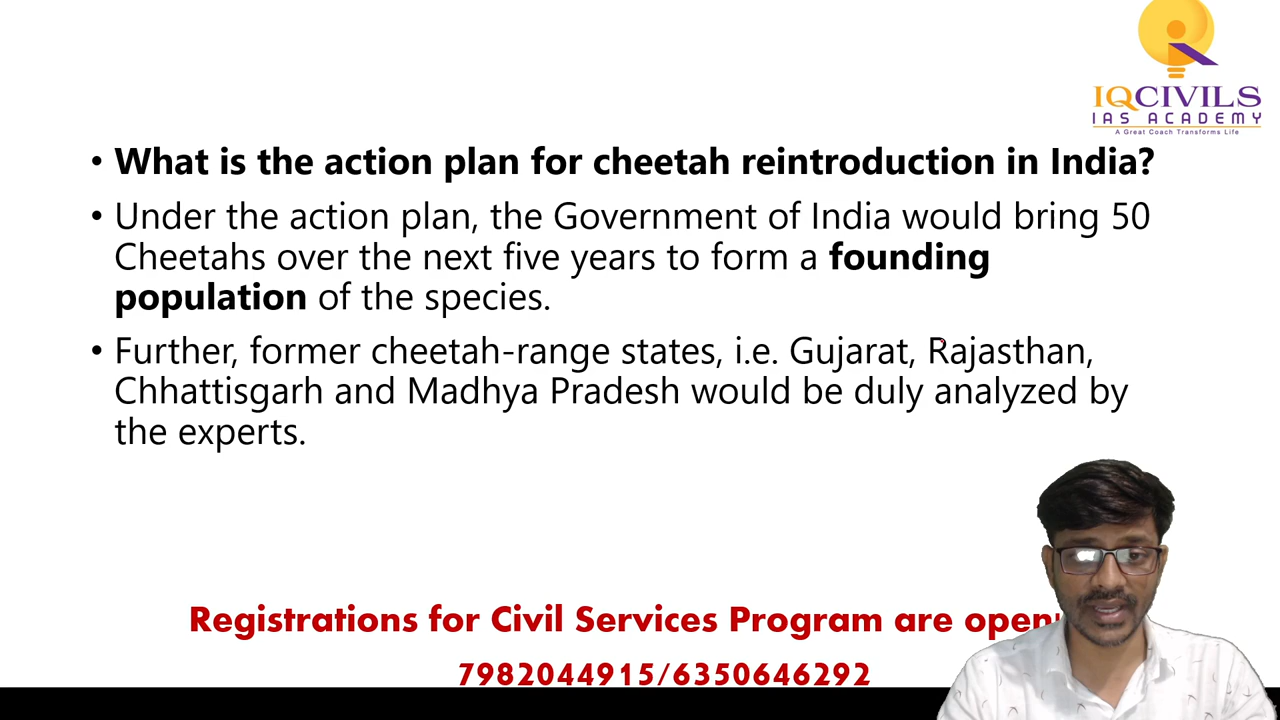 IQCIVILS
IAS ACADEMY
A Great Coach Transforms Life
• What is the action plan for cheetah reintroduction in India?
• Under the action plan, the Government of India would bring 50
Cheetahs over the next five years to form a founding
population of the species.
• Further, former cheetah-range states, i.e. Gujarat, Rajasthan,
Chhattisgarh and Madhya Pradesh would be duly analyzed by
the experts.
Registrations for Civil Services Program are open
7982044915/6350646292